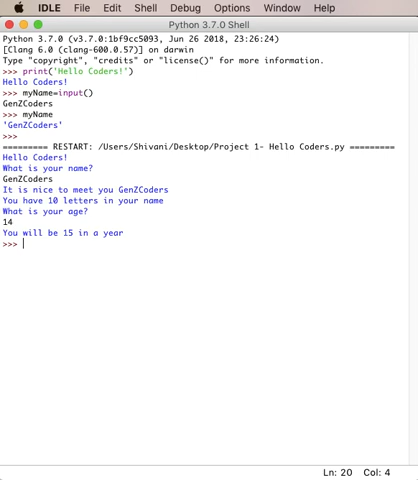 IDLE File Edit Shell Debug Options Window Help
Python 3.7.0 Shell
Python 3.7.0 (v3.7.0:1bf9cc5093, Jun 26 2018, 23:26:24)
[Clang 6.0 (clang-600.0.57)] on darwin
Type "copyright", "credits" or "license()" for more information.
>>> print('Hello Coders!')
Hello Coders!
>>> myName=input()
GenZCoders
>>> myName
'GenZCoders'
>>>
========= RESTART: /Users/Shivani/Desktop/Project 1- Hello Coders.py =========
Hello Coders!
What is your name?
GenZCoders
It is nice to meet you GenZCoders
You have 10 letters in your name
What is your age?
14
You will be 15 in a year
>>>
Ln: 20 Col: 4